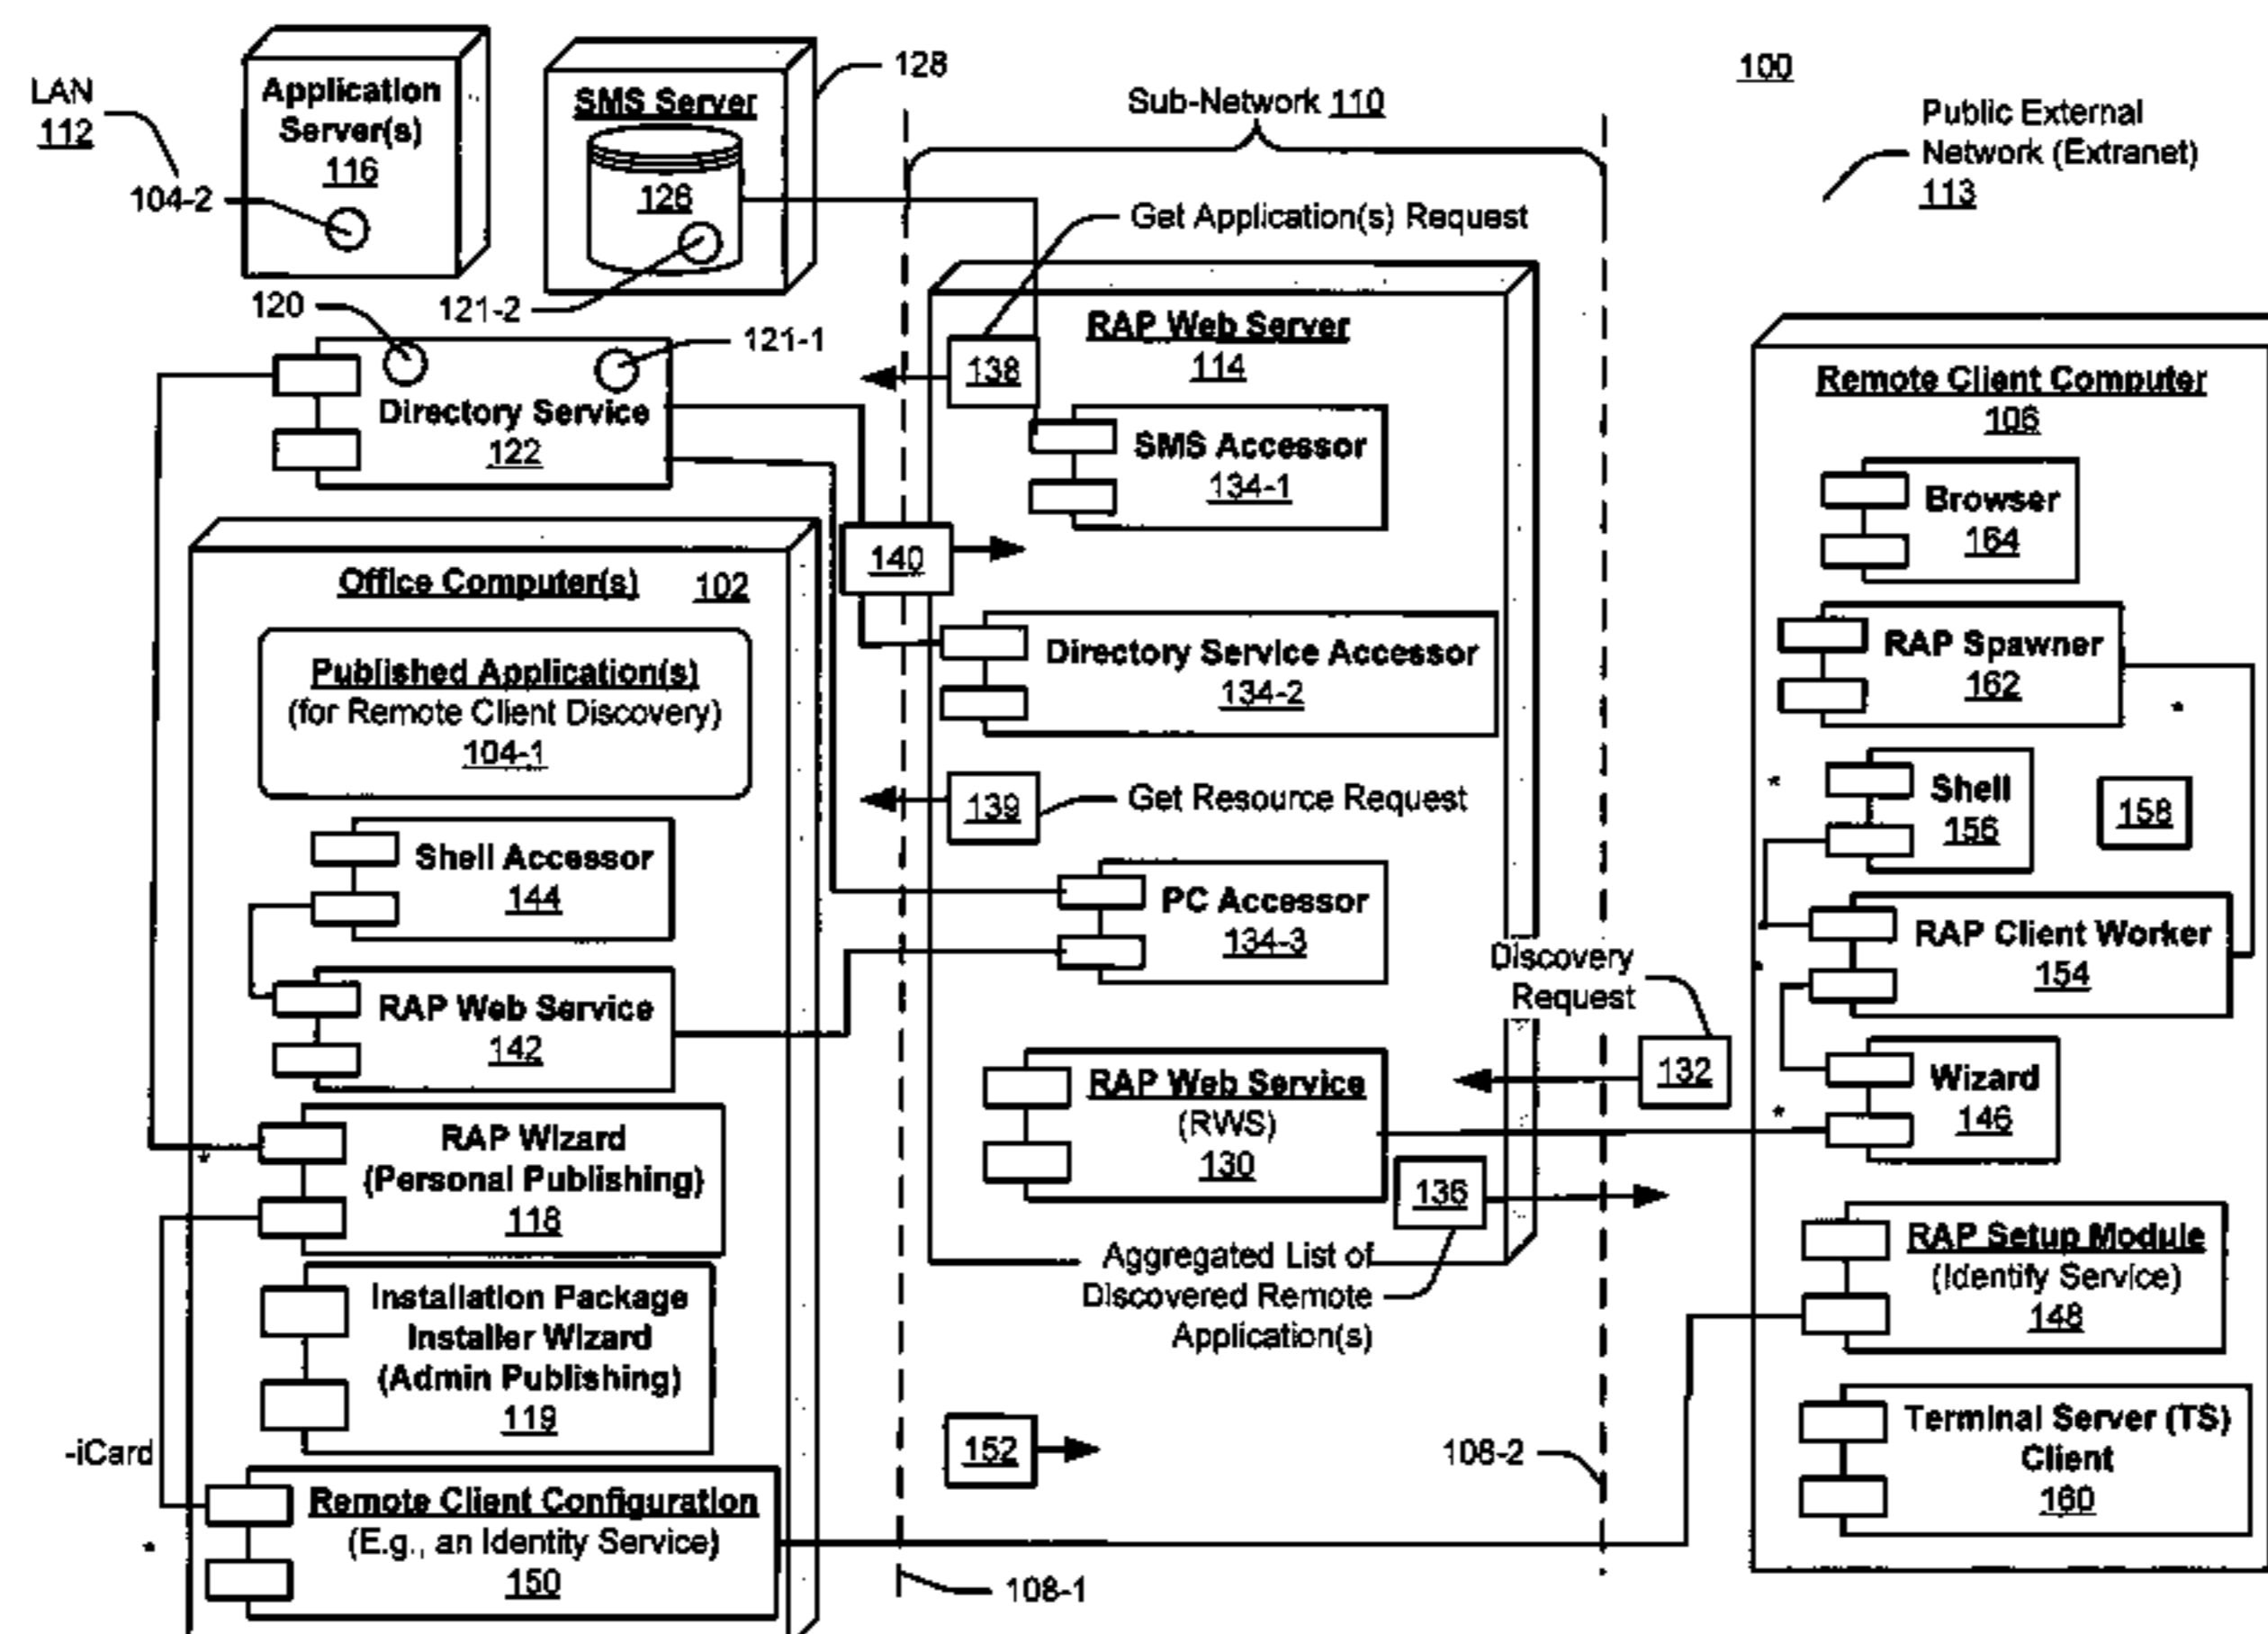 LAN
112
104-2
Application
Server(s)
116
SMS Server
126
128
121-2
120
121-1
Directory Service
122
Office Computer(s) 102
Published Application(s)
(for Remote Client Discovery)
104-1
Shell Accessor
144
RAP Web Service
142
RAP Wizard
(Personal Publishing)
118
Installation Package
Installer Wizard
(Admin Publishing)
119
-iCard
Remote Client Configuration
(E.g., an Identity Service)
150
*
*
Sub-Network 110
Get Application(s) Request
RAP Web Server
114
138
SMS Accessor
134-1
140
Directory Service Accessor
134-2
139
Get Resource Request
PC Accessor
134-3
Discovery
Request
132
RAP Web Service
(RWS)
130
136
Aggregated List of
Discovered Remote
Application(s)
152
108-2
108-1
100
Public External
Network (Extranet)
113
Remote Client Computer
106
Browser
164
RAP Spawner
162
*
*
Shell
156
158
RAP Client Worker
154
*
Wizard
146
*
RAP Setup Module
(Identify Service)
148
Terminal Server (TS)
Client
160